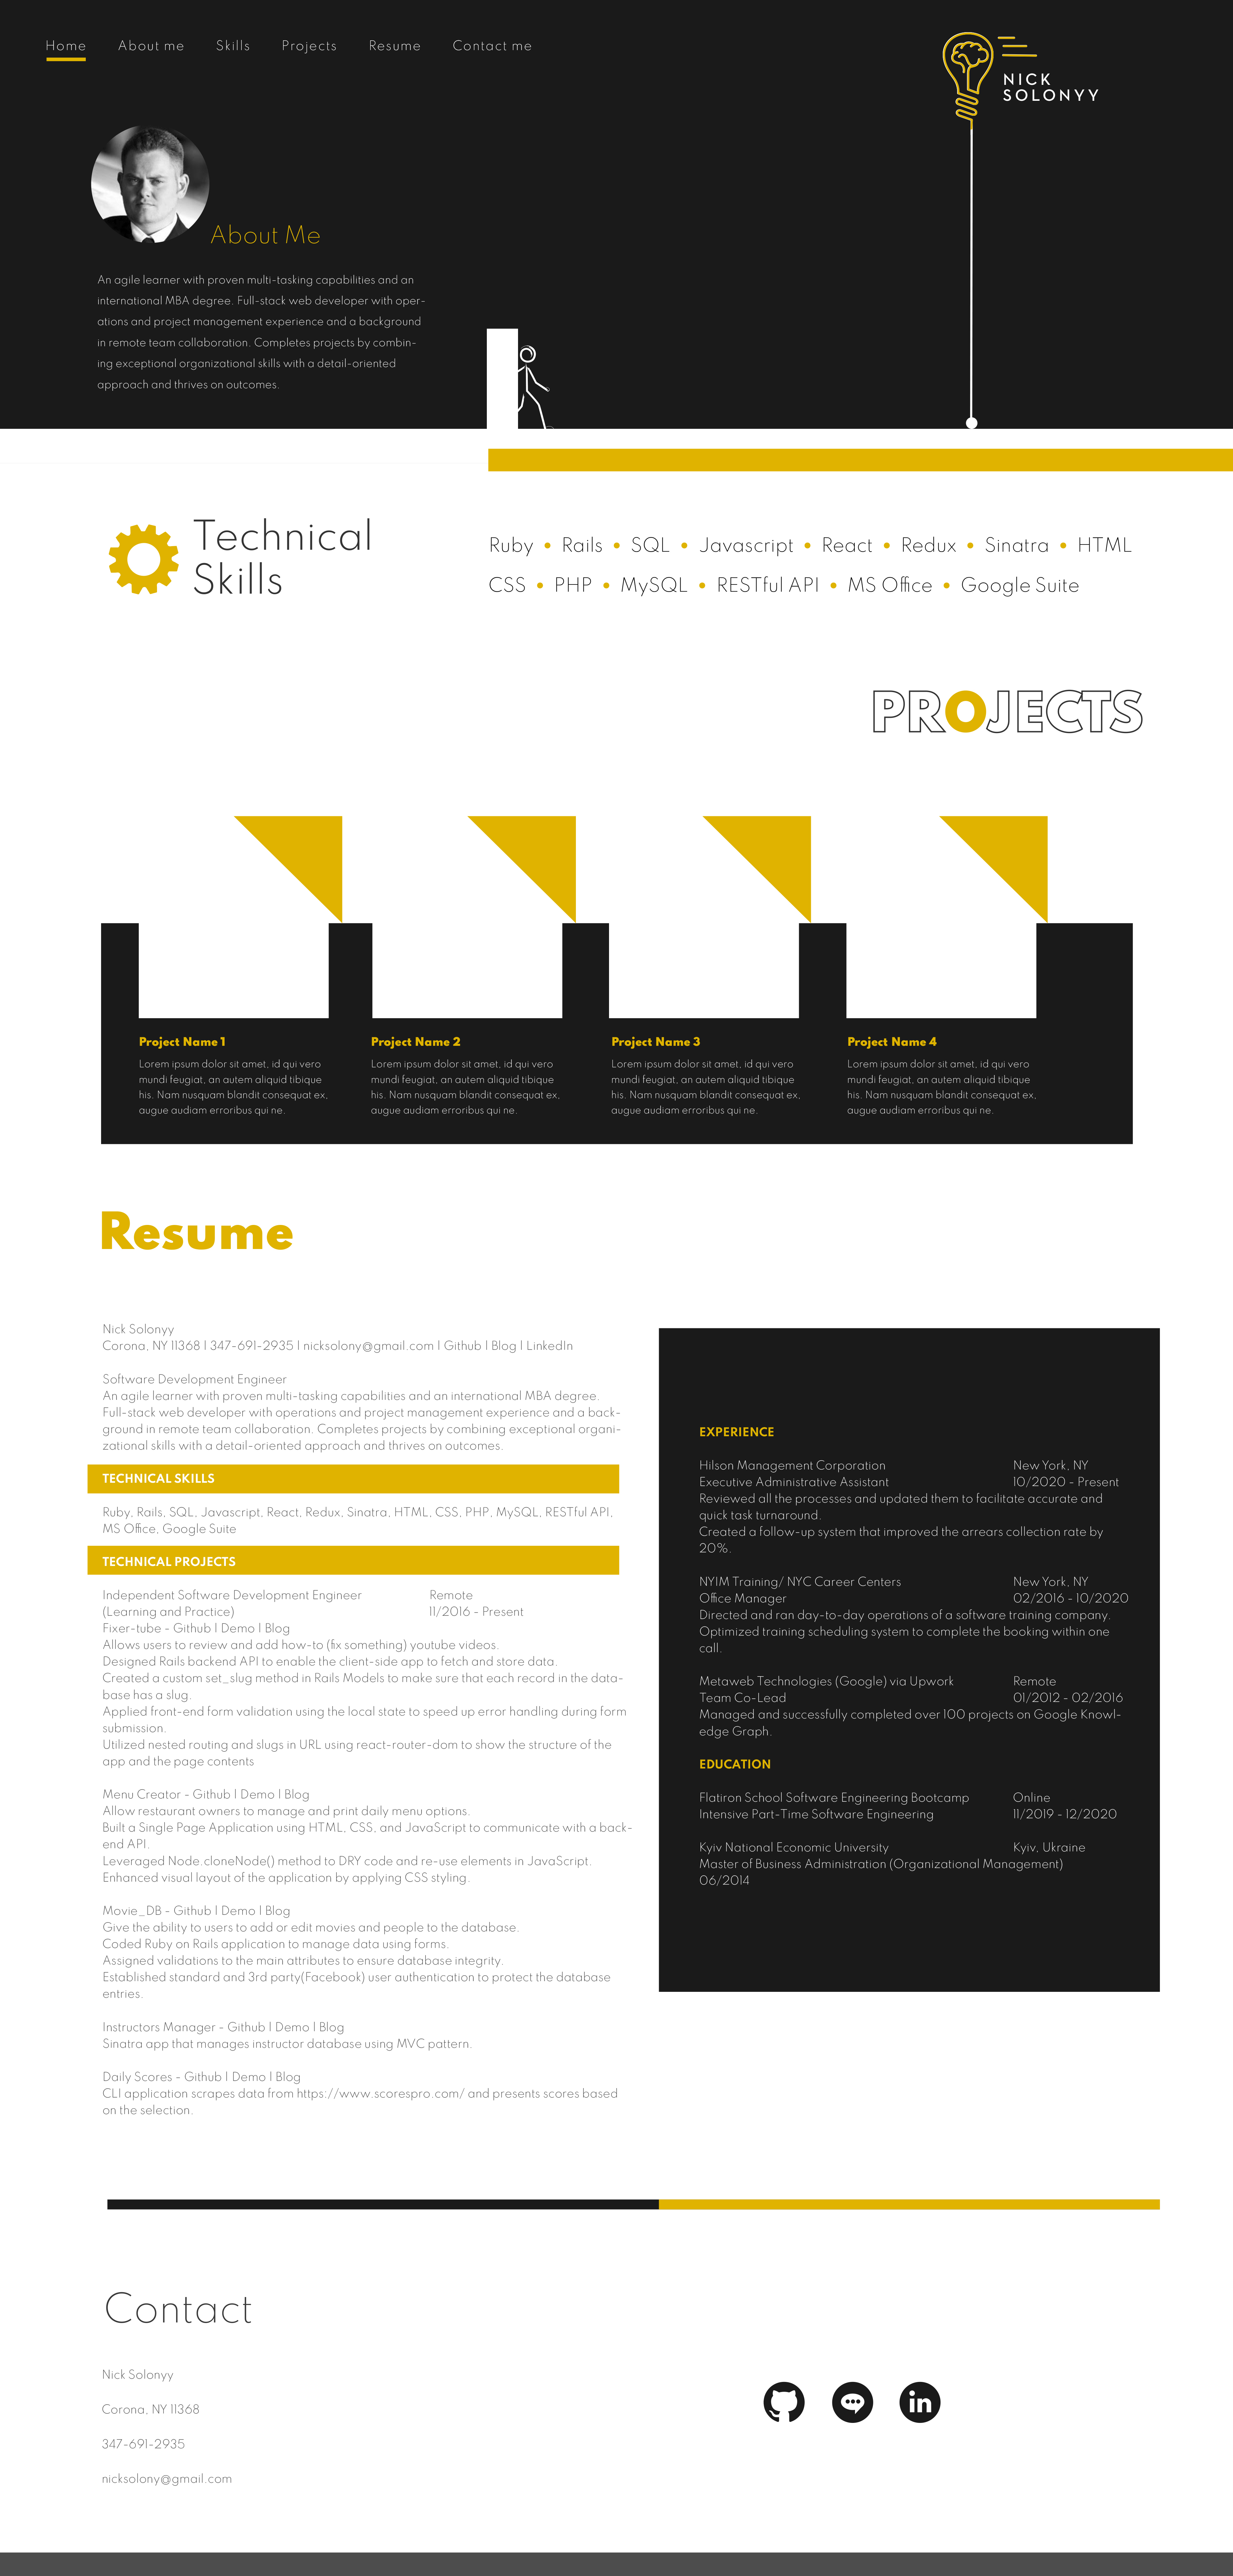 Home About me Skills Projects Resume Contact me
NICK
SOLONYY
About Me
An agile learner with proven multi-tasking capabilities and an
international MBA degree. Full-stack web developer with oper-
ations and project management experience and a background
in remote team collaboration. Completes projects by combin-
ing exceptional organizational skills with a detail-oriented
approach and thrives on outcomes.
Technical
Skills
Ruby • Rails • SQL • Javascript • React • Redux • Sinatra • HTML
CSS • PHP • MySQL • RESTful API • MS Office • Google Suite
PROJECTS
Project Name 1
Lorem ipsum dolor sit amet, id qui vero
mundi feugiat, an autem aliquid tibique
his. Nam nusquam blandit consequat ex,
augue audiam erroribus qui ne.
Project Name 2
Lorem ipsum dolor sit amet, id qui vero
mundi feugiat, an autem aliquid tibique
his. Nam nusquam blandit consequat ex,
augue audiam erroribus qui ne.
Project Name 3
Lorem ipsum dolor sit amet, id qui vero
mundi feugiat, an autem aliquid tibique
his. Nam nusquam blandit consequat ex,
augue audiam erroribus qui ne.
Project Name 4
Lorem ipsum dolor sit amet, id qui vero
mundi feugiat, an autem aliquid tibique
his. Nam nusquam blandit consequat ex,
augue audiam erroribus qui ne.
Resume
Nick Solonyy
Corona, NY 11368 | 347-691-2935 | nicksolony@gmail.com | Github | Blog | LinkedIn
Software Development Engineer
An agile learner with proven multi-tasking capabilities and an international MBA degree.
Full-stack web developer with operations and project management experience and a back-
ground in remote team collaboration. Completes projects by combining exceptional organi-
zational skills with a detail-oriented approach and thrives on outcomes.
TECHNICAL SKILLS
Ruby, Rails, SQL, Javascript, React, Redux, Sinatra, HTML, CSS, PHP, MySQL, RESTful API,
MS Office, Google Suite
TECHNICAL PROJECTS
Independent Software Development Engineer Remote
(Learning and Practice) 11/2016 - Present
Fixer-tube - Github | Demo | Blog
Allows users to review and add how-to (fix something) youtube videos.
Designed Rails backend API to enable the client-side app to fetch and store data.
Created a custom set_slug method in Rails Models to make sure that each record in the data-
base has a slug.
Applied front-end form validation using the local state to speed up error handling during form
submission.
Utilized nested routing and slugs in URL using react-router-dom to show the structure of the
app and the page contents
Menu Creator - Github | Demo | Blog
Allow restaurant owners to manage and print daily menu options.
Built a Single Page Application using HTML, CSS, and JavaScript to communicate with a back-
end API.
Leveraged Node.cloneNode() method to DRY code and re-use elements in JavaScript.
Enhanced visual layout of the application by applying CSS styling.
Movie_DB - Github | Demo | Blog
Give the ability to users to add or edit movies and people to the database.
Coded Ruby on Rails application to manage data using forms.
Assigned validations to the main attributes to ensure database integrity.
Established standard and 3rd party(Facebook) user authentication to protect the database
entries.
Instructors Manager - Github | Demo | Blog
Sinatra app that manages instructor database using MVC pattern.
Daily Scores - Github | Demo | Blog
CLI application scrapes data from https://www.scorespro.com/ and presents scores based
on the selection.
EXPERIENCE
Hilson Management Corporation New York, NY
Executive Administrative Assistant 10/2020 - Present
Reviewed all the processes and updated them to facilitate accurate and
quick task turnaround.
Created a follow-up system that improved the arrears collection rate by
20%.
NYIM Training/ NYC Career Centers New York, NY
Office Manager 02/2016 - 10/2020
Directed and ran day-to-day operations of a software training company.
Optimized training scheduling system to complete the booking within one
call.
Metaweb Technologies (Google) via Upwork Remote
Team Co-Lead 01/2012 - 02/2016
Managed and successfully completed over 100 projects on Google Knowl-
edge Graph.
EDUCATION
Flatiron School Software Engineering Bootcamp Online
Intensive Part-Time Software Engineering 11/2019 - 12/2020
Kyiv National Economic University Kyiv, Ukraine
Master of Business Administration (Organizational Management)
06/2014
Contact
Nick Solonyy
Corona, NY 11368
347-691-2935
nicksolony@gmail.com
in